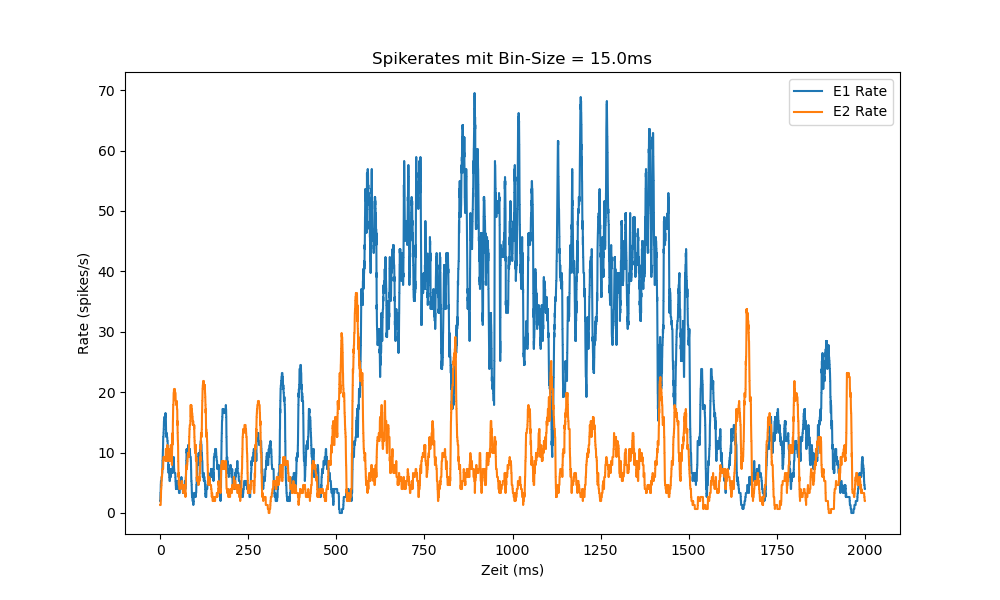 Spikerates mit Bin-Size = 15.0ms
E1 Rate
E2 Rate
70
60
50
40
30
20
10
0
Rate (spikes/s)
0 250 500 750 1000 1250 1500 1750 2000
Zeit (ms)